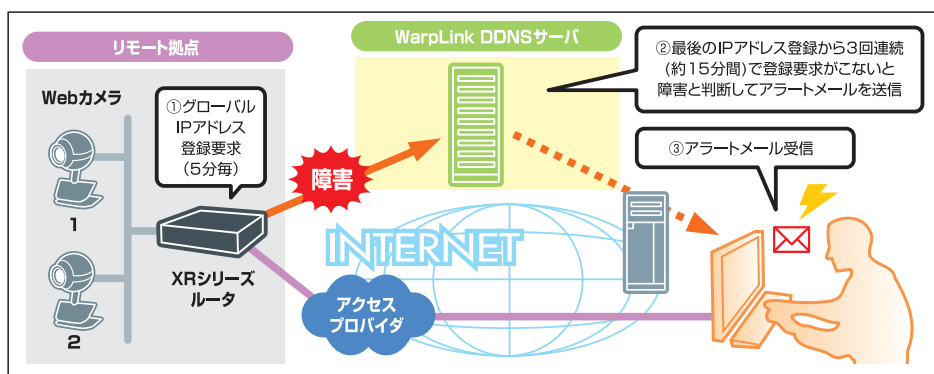 リモート拠点
WarpLink DDNSサーバ
Webカメラ
1
2
①グローバル
IPアドレス
登録要求
(5分毎)
XRシリーズ
ルータ
障害
②最後のIPアドレス登録から3回連続
(約15分間)で登録要求がこないと
障害と判断してアラートメールを送信
③アラートメール受信
INTERNET
アクセス
プロバイダ